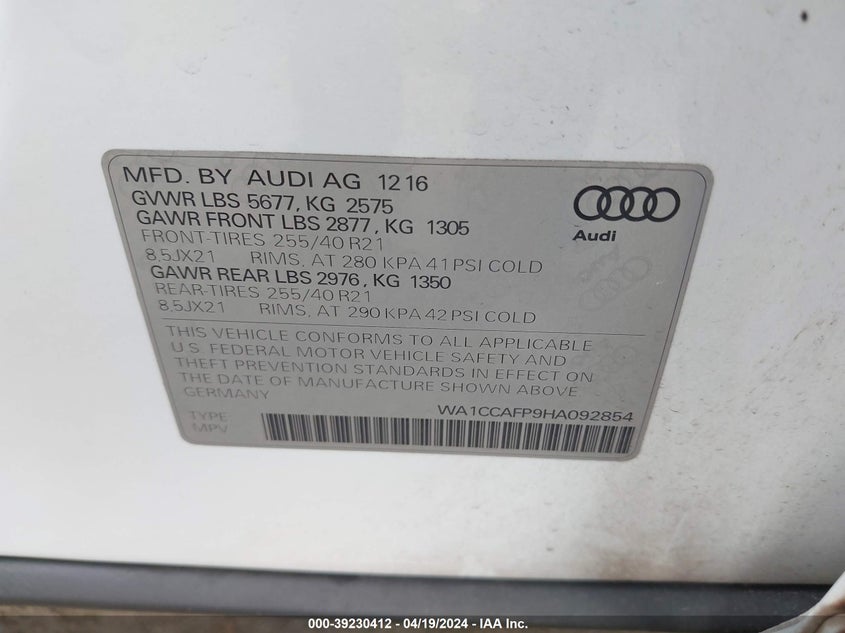 MFD. BY AUDI AG 12 16
GVWR LBS 5677, KG 2575
GAWR FRONT LBS 2877, KG 1305
FRONT-TIRES 255/40 R21
8,5JX21 RIMS, AT 280 KPA 41 PSI COLD
GAWR REAR LBS 2976, KG 1350
REAR-TIRES 255/40 R21
8,5JX21 RIMS, AT 290 KPA 42 PSI COLD
Audi
THIS VEHICLE CONFORMS TO ALL APPLICABLE
U.S. FEDERAL MOTOR VEHICLE SAFETY AND
THEFT PREVENTION STANDARDS IN EFFECT ON
THE DATE OF MANUFACTURE SHOWN ABOVE
GERMANY
WA1CCAFP9HA092854
TYPE
MPV
000-39230412 - 04/19/2024 - IAA Inc.